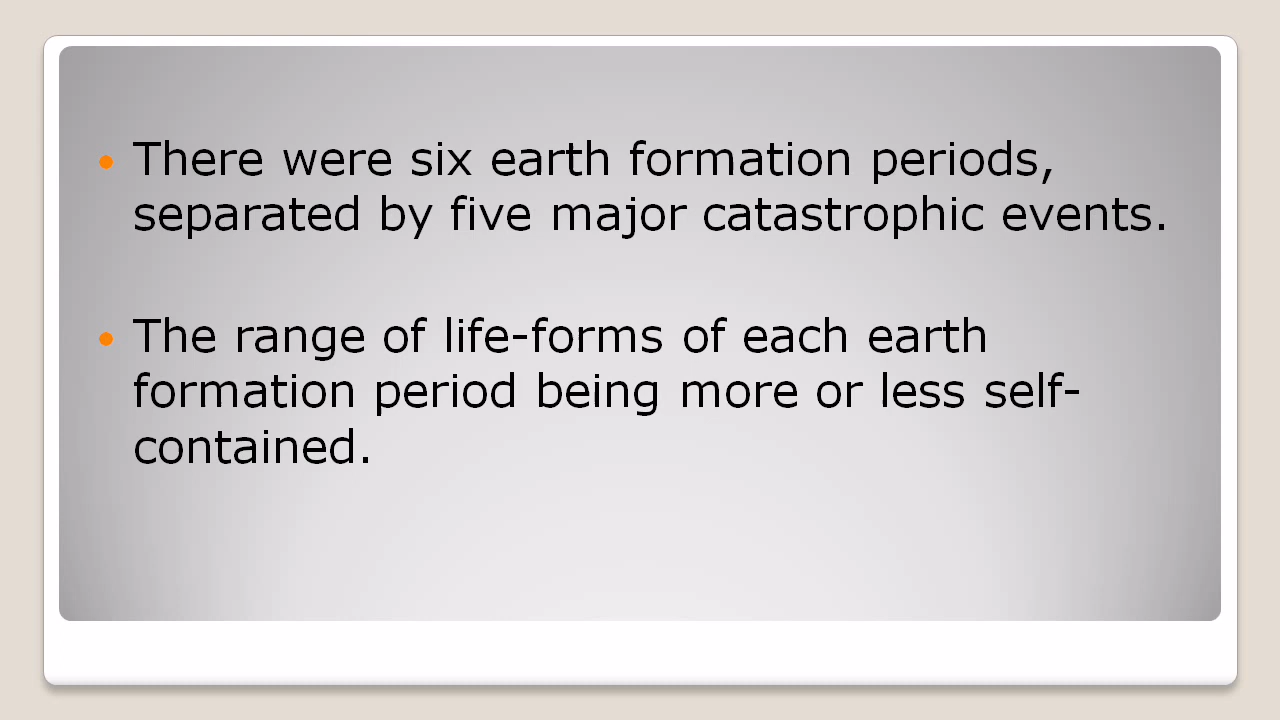 • There were six earth formation periods,
separated by five major catastrophic events.
• The range of life-forms of each earth
formation period being more or less self-
contained.